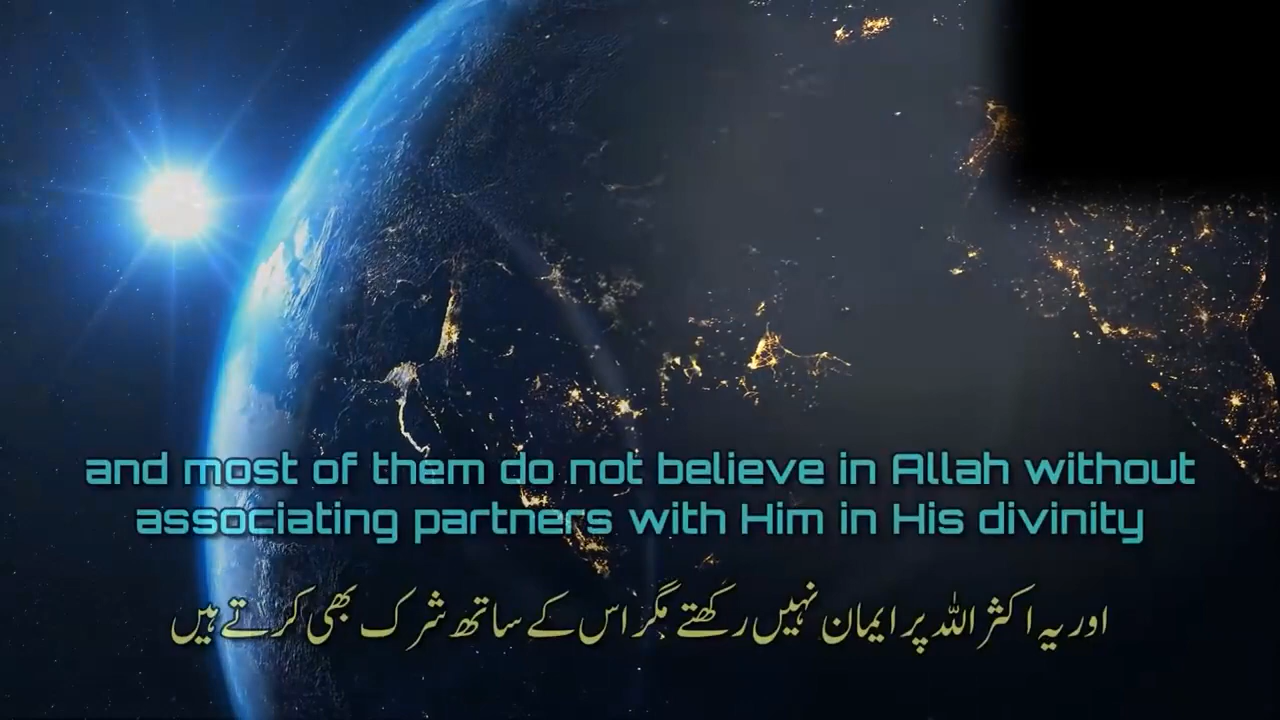 and most of them do not believe in Allah without
associating partners with Him in His divinity
اور یہ اکثر اللہ پر ایمان نہیں رکھتے مگر اس کے ساتھ شرک بھی کرتے ہیں